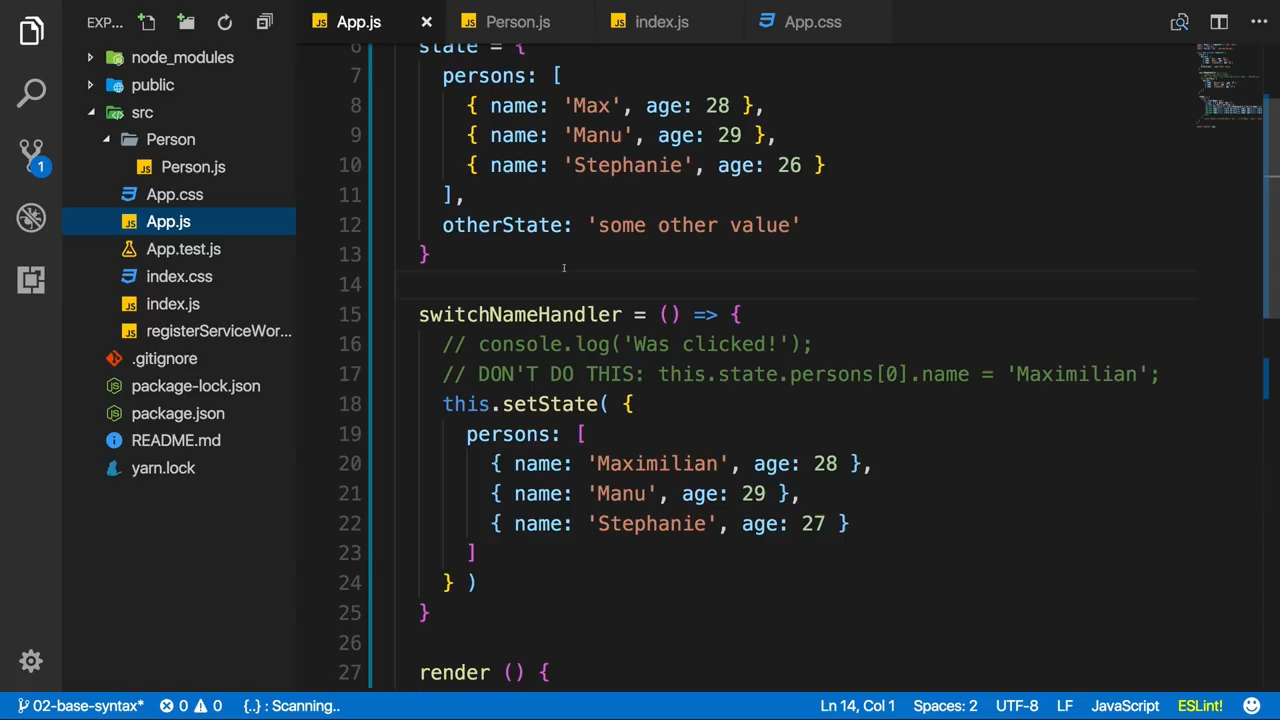 EXP...
App.js
Person.js
index.js
App.css
node_modules
public
src
Person
Person.js
App.css
App.js
App.test.js
index.css
index.js
registerServiceWor...
.gitignore
package-lock.json
package.json
README.md
yarn.lock
1
6 state = {
7 persons: [
8 { name: 'Max', age: 28 },
9 { name: 'Manu', age: 29 },
10 { name: 'Stephanie', age: 26 }
11 ],
12 otherState: 'some other value'
13 }
14
15 switchNameHandler = () => {
16 // console.log('Was clicked!');
17 // DON'T DO THIS: this.state.persons[0].name = 'Maximilian';
18 this.setState( {
19 persons: [
20 { name: 'Maximilian', age: 28 },
21 { name: 'Manu', age: 29 },
22 { name: 'Stephanie', age: 27 }
23 ]
24 } )
25 }
26
27 render () {
02-base-syntax* 0 0 {..} : Scanning.. Ln 14, Col 1 Spaces: 2 UTF-8 LF JavaScript ESLint!